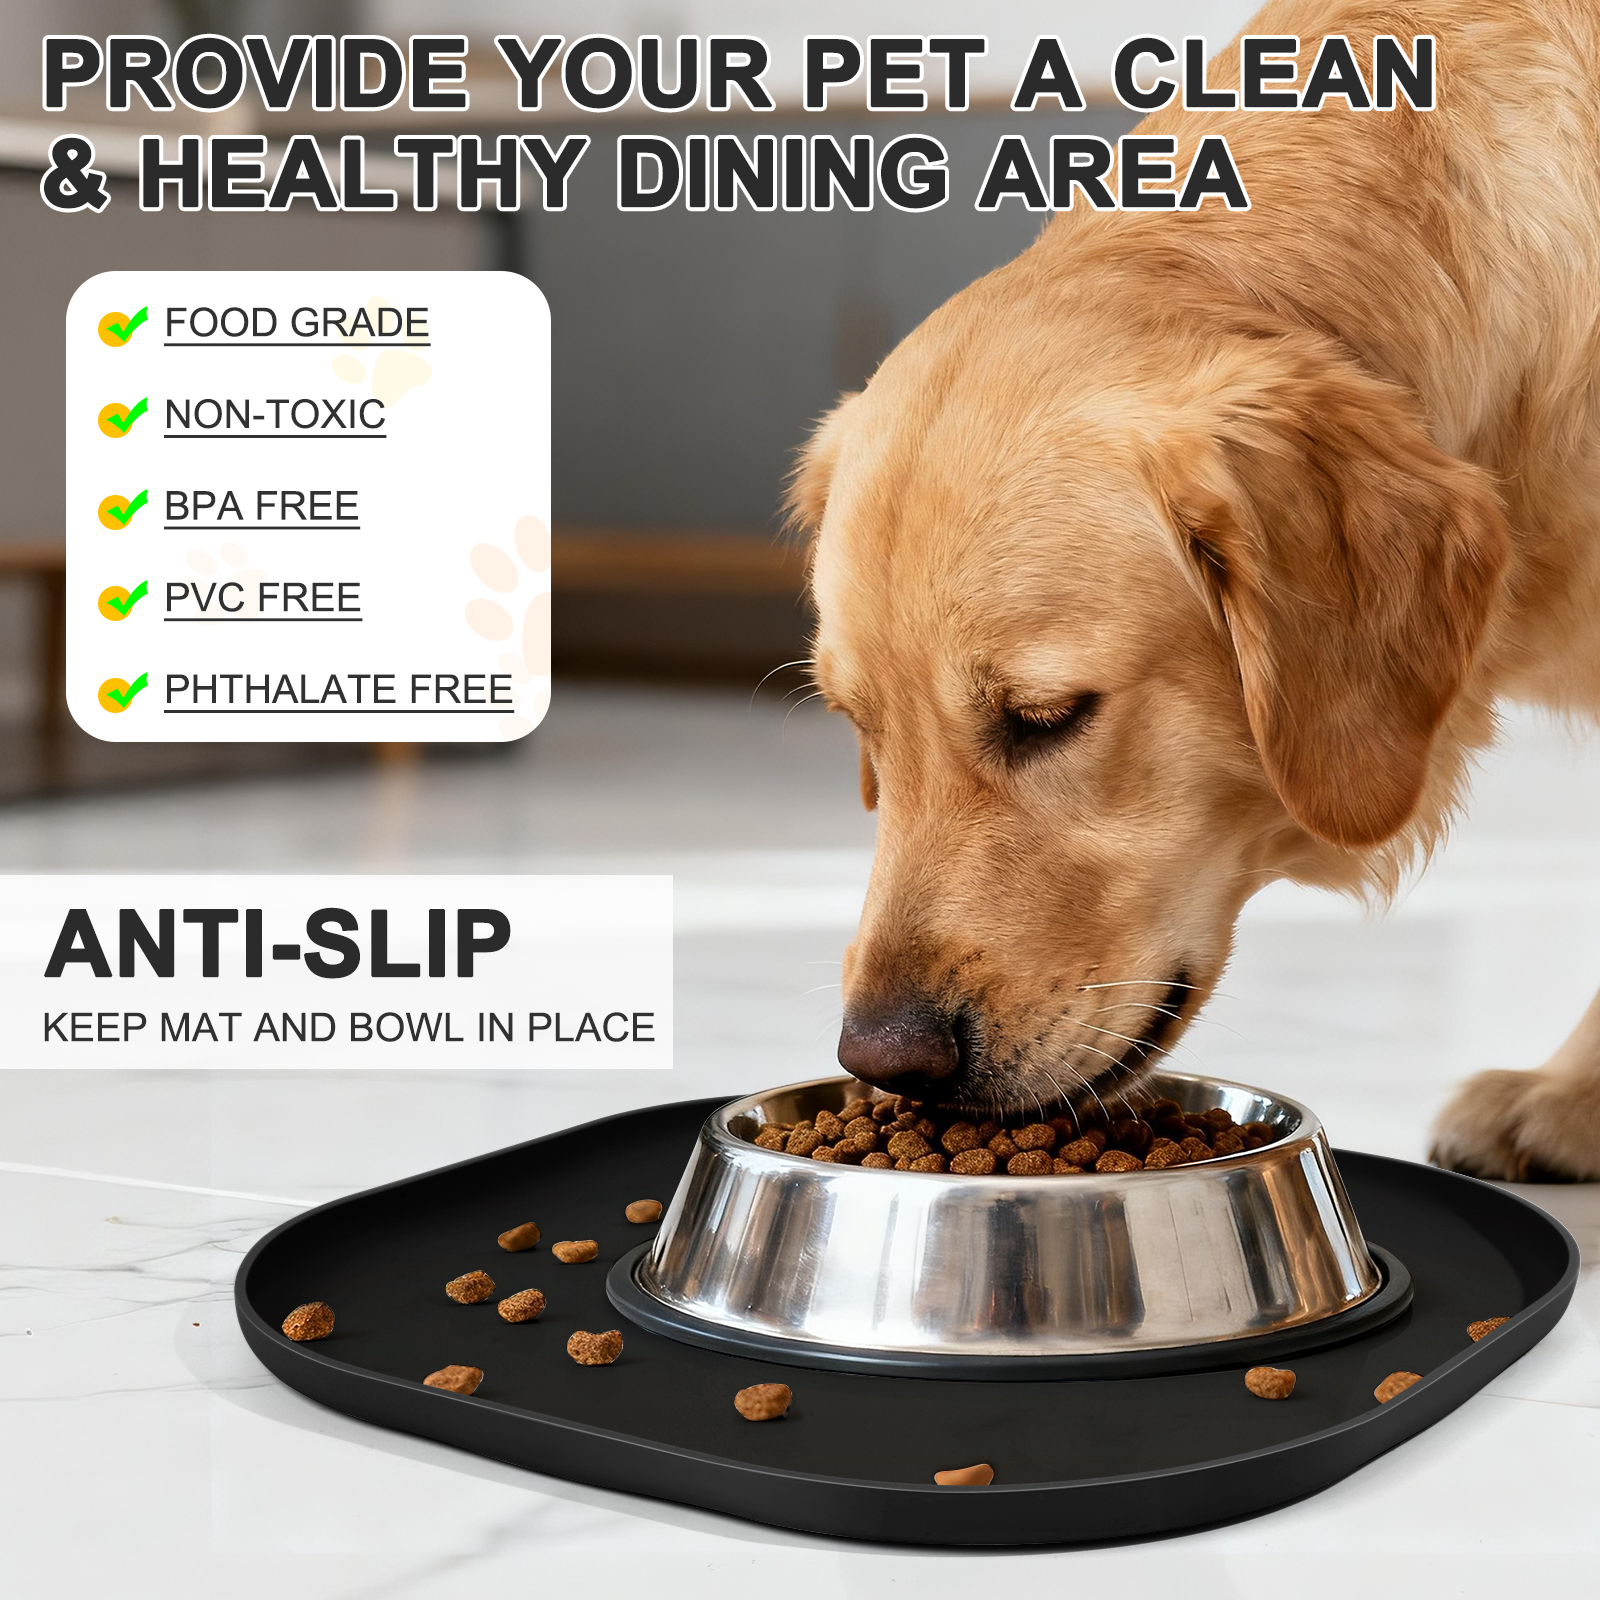 PROVIDE YOUR PET A CLEAN
& HEALTHY DINING AREA
FOOD GRADE
NON-TOXIC
BPA FREE
PVC FREE
PHTHALATE FREE
ANTI-SLIP
KEEP MAT AND BOWL IN PLACE